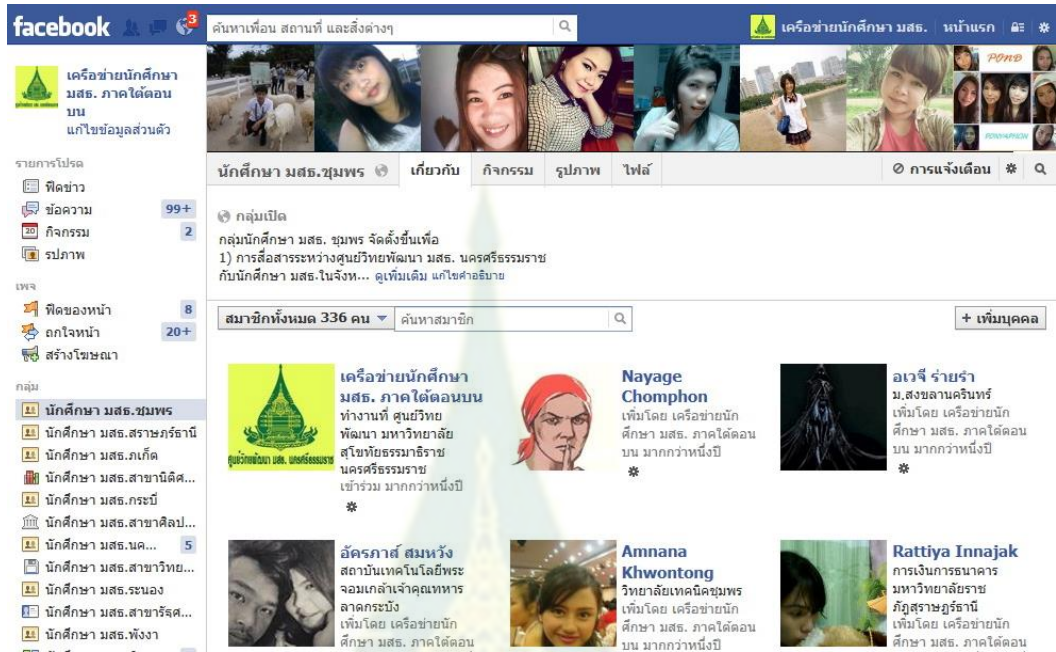 facebook
3
ค้นหาเพื่อน สถานที่ และสิ่งต่างๆ
เครือข่ายนักศึกษา มสธ.
หน้าแรก
เครือข่ายนักศึกษา
มสธ. ภาคใต้ตอน
บน
แก้ไขข้อมูลส่วนตัว
รายการโปรด
ฟีดข่าว
ข้อความ 99+
กิจกรรม 2
รูปภาพ
เพจ
ฟีดของหน้า 8
ถูกใจหน้า 20+
สร้างโฆษณา
กลุ่ม
นักศึกษา มสธ.ชุมพร
นักศึกษา มสธ.สุราษฎร์ธานี
นักศึกษา มสธ.ภูเก็ต
นักศึกษา มสธ.สาขานิติศ...
นักศึกษา มสธ.กระบี่
นักศึกษา มสธ.สาขาศิลป...
นักศึกษา มสธ.นค... 5
นักศึกษา มสธ.สาขาวิทย...
นักศึกษา มสธ.ระนอง
นักศึกษา มสธ.สาขารัฐศ...
นักศึกษา มสธ.พังงา
POND
นักศึกษา มสธ.ชุมพร
เกี่ยวกับ
กิจกรรม
รูปภาพ
ไฟล์
การแจ้งเตือน
กลุ่มเปิด
กลุ่มนักศึกษา มสธ. ชุมพร จัดตั้งขึ้นเพื่อ
1) การสื่อสารระหว่างศูนย์วิทยพัฒนา มสธ. นครศรีธรรมราช
กับนักศึกษา มสธ.ในจังห... ดูเพิ่มเติม แก้ไขคำอธิบาย
สมาชิกทั้งหมด 336 คน
ค้นหาสมาชิก
+ เพิ่มบุคคล
ศูนย์วิทยพัฒนา มสธ. นครศรีธรรมราช
เครือข่ายนักศึกษา
มสธ. ภาคใต้ตอนบน
ทำงานที่ ศูนย์วิทย
พัฒนา มหาวิทยาลัย
สุโขทัยธรรมาธิราช
นครศรีธรรมราช
เข้าร่วม มากกว่าหนึ่งปี
Nayage
Chomphon
เพิ่มโดย เครือข่ายนัก
ศึกษา มสธ. ภาคใต้ตอน
บน มากกว่าหนึ่งปี
อเวจี ร่ายรำ
ม.สงขลานครินทร์
เพิ่มโดย เครือข่ายนัก
ศึกษา มสธ. ภาคใต้ตอน
บน มากกว่าหนึ่งปี
อัครภาส์ สมหวัง
สถาบันเทคโนโลยีพระ
จอมเกล้าเจ้าคุณทหาร
ลาดกระบัง
เพิ่มโดย เครือข่ายนัก
ศึกษา มสธ. ภาคใต้ตอน
Amnana
Khwontong
วิทยาลัยเทคนิคชุมพร
เพิ่มโดย เครือข่ายนัก
ศึกษา มสธ. ภาคใต้ตอน
บน มากกว่าหนึ่งปี
Rattiya Innajak
การเงินการธนาคาร
มหาวิทยาลัยราช
ภัฏสุราษฎร์ธานี
เพิ่มโดย เครือข่ายนัก
ศึกษา มสธ. ภาคใต้ตอน